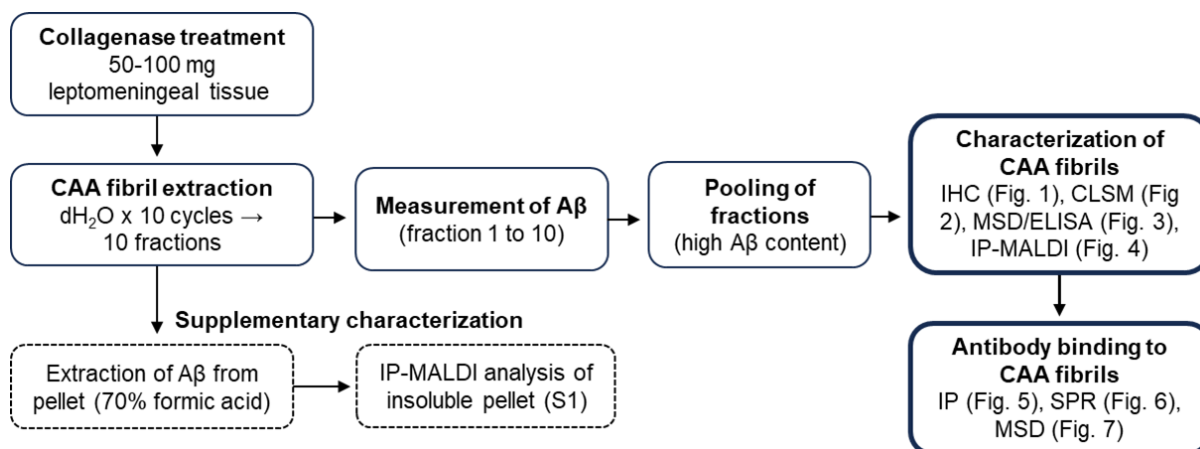 Collagenase treatment
50-100 mg
leptomeningeal tissue
CAA fibril extraction
dH₂O x 10 cycles →
10 fractions
Measurement of Aβ
(fraction 1 to 10)
Pooling of
fractions
(high Aβ content)
Characterization of
CAA fibrils
IHC (Fig. 1), CLSM (Fig
2), MSD/ELISA (Fig. 3),
IP-MALDI (Fig. 4)
Supplementary characterization
Extraction of Aβ from
pellet (70% formic acid)
IP-MALDI analysis of
insoluble pellet (S1)
Antibody binding to
CAA fibrils
IP (Fig. 5), SPR (Fig. 6),
MSD (Fig. 7)